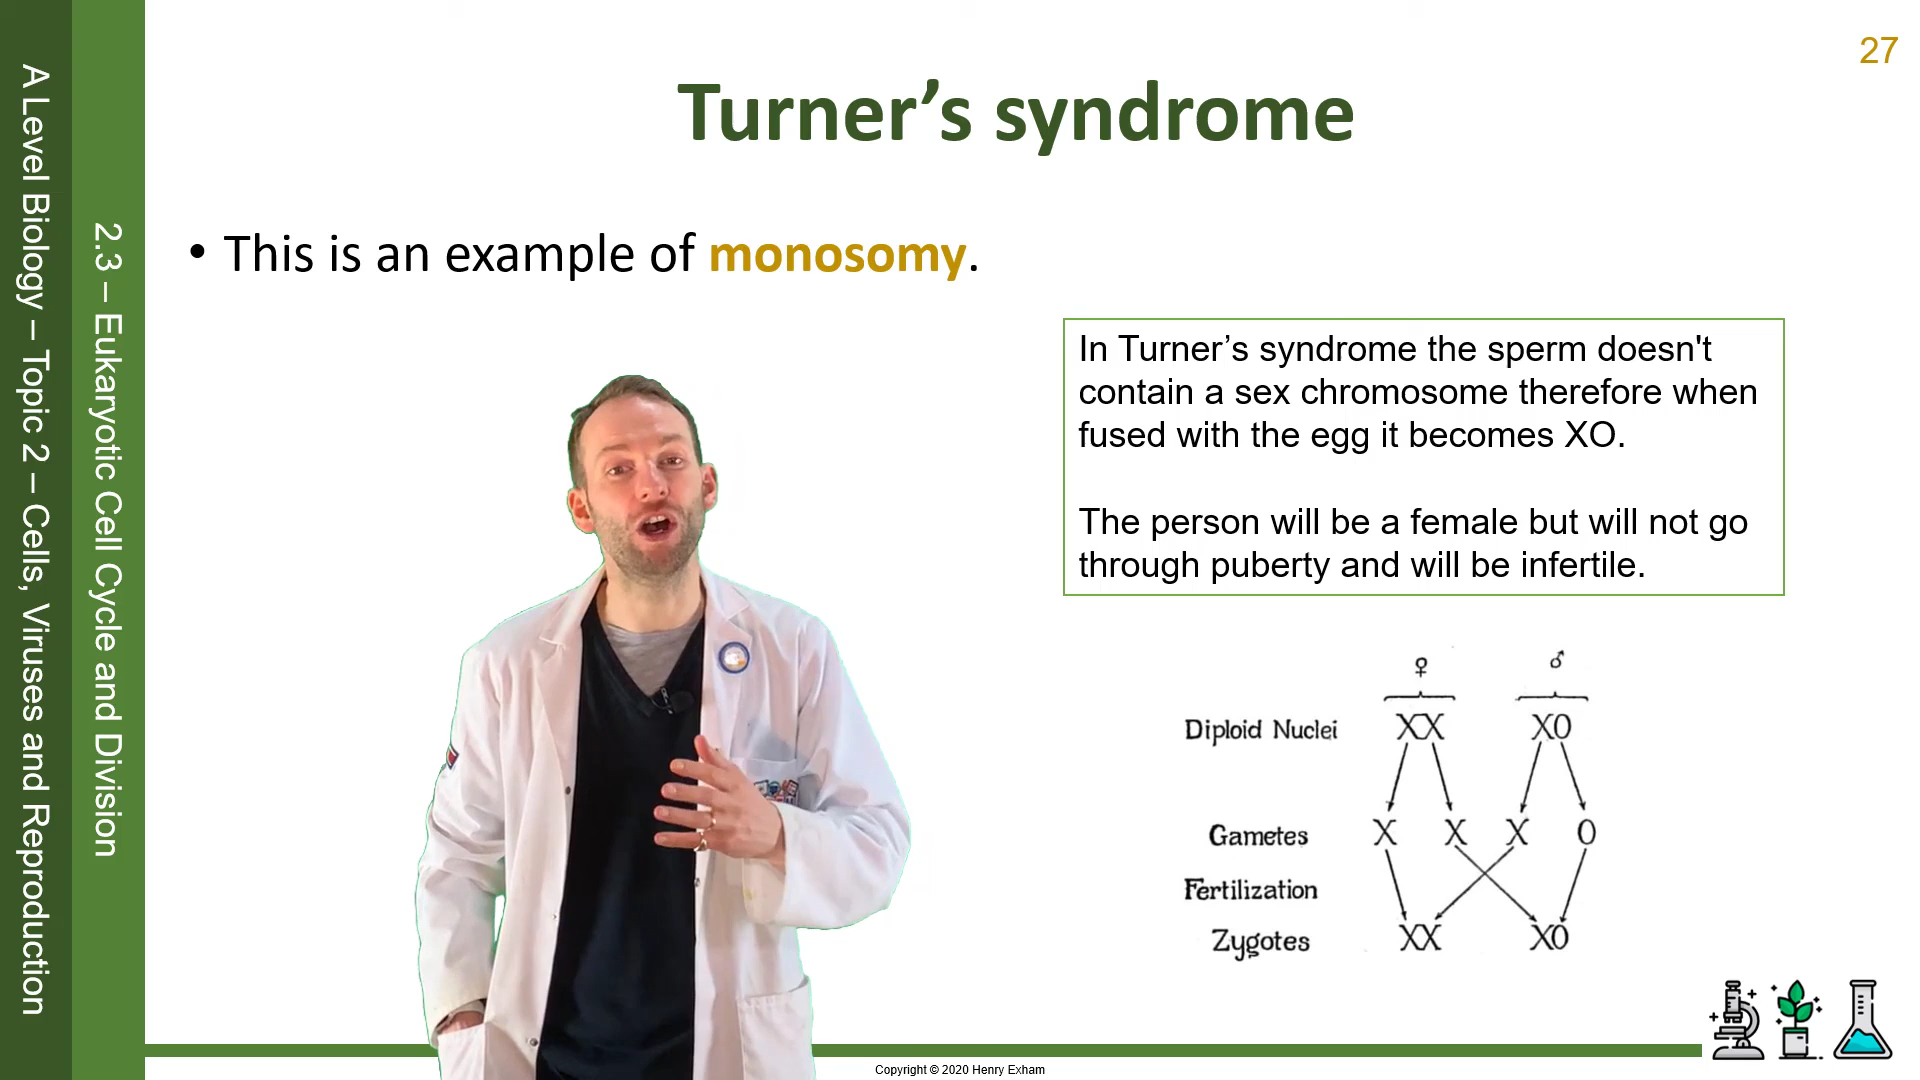 27
Turner’s syndrome
• This is an example of monosomy.
In Turner’s syndrome the sperm doesn't
contain a sex chromosome therefore when
fused with the egg it becomes XO.
The person will be a female but will not go
through puberty and will be infertile.
♀ ♂
Diploid Nuclei XX XO
Gametes X X X O
Fertilization
Zygotes XX XO
A Level Biology – Topic 2 – Cells, Viruses and Reproduction
2.3 – Eukaryotic Cell Cycle and Division
Copyright © 2020 Henry Exham